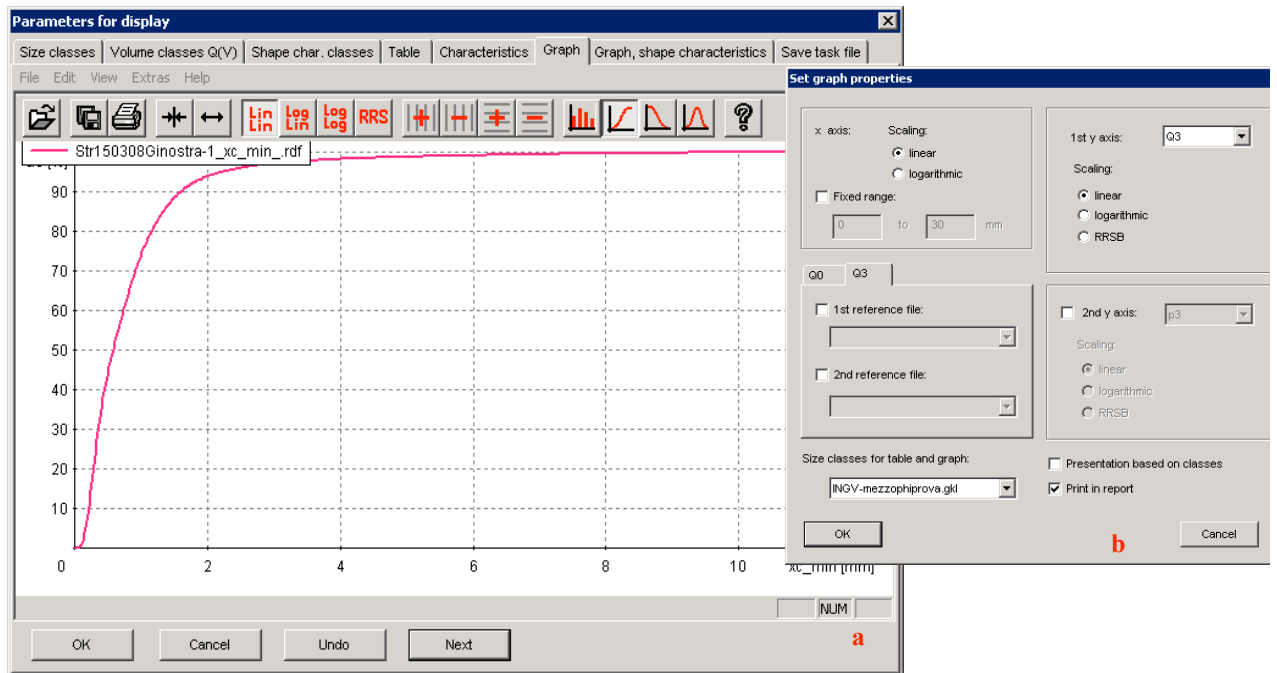 Parameters for display
Size classes Volume classes Q(V) Shape char. classes Table Characteristics Graph Graph, shape characteristics Save task file
File Edit View Extras Help
Lin Lin Log Lin Log Log RRS
Str150308Ginostra-1_xc_min_.rdf
90
80
70
60
50
40
30
20
10
0 2 4 6 8 10 xc_min [mm]
NUM
OK Cancel Undo Next
a
Set graph properties
x axis: Scaling:
linear
logarithmic
Fixed range:
0 to 30 mm
1st y axis: Q3
Scaling:
linear
logarithmic
RRSB
Q0 Q3
1st reference file:
2nd reference file:
2nd y axis: p3
Scaling:
linear
logarithmic
RRSB
Size classes for table and graph:
INGV-mezzophiprova.gkl
Presentation based on classes
Print in report
OK Cancel
b